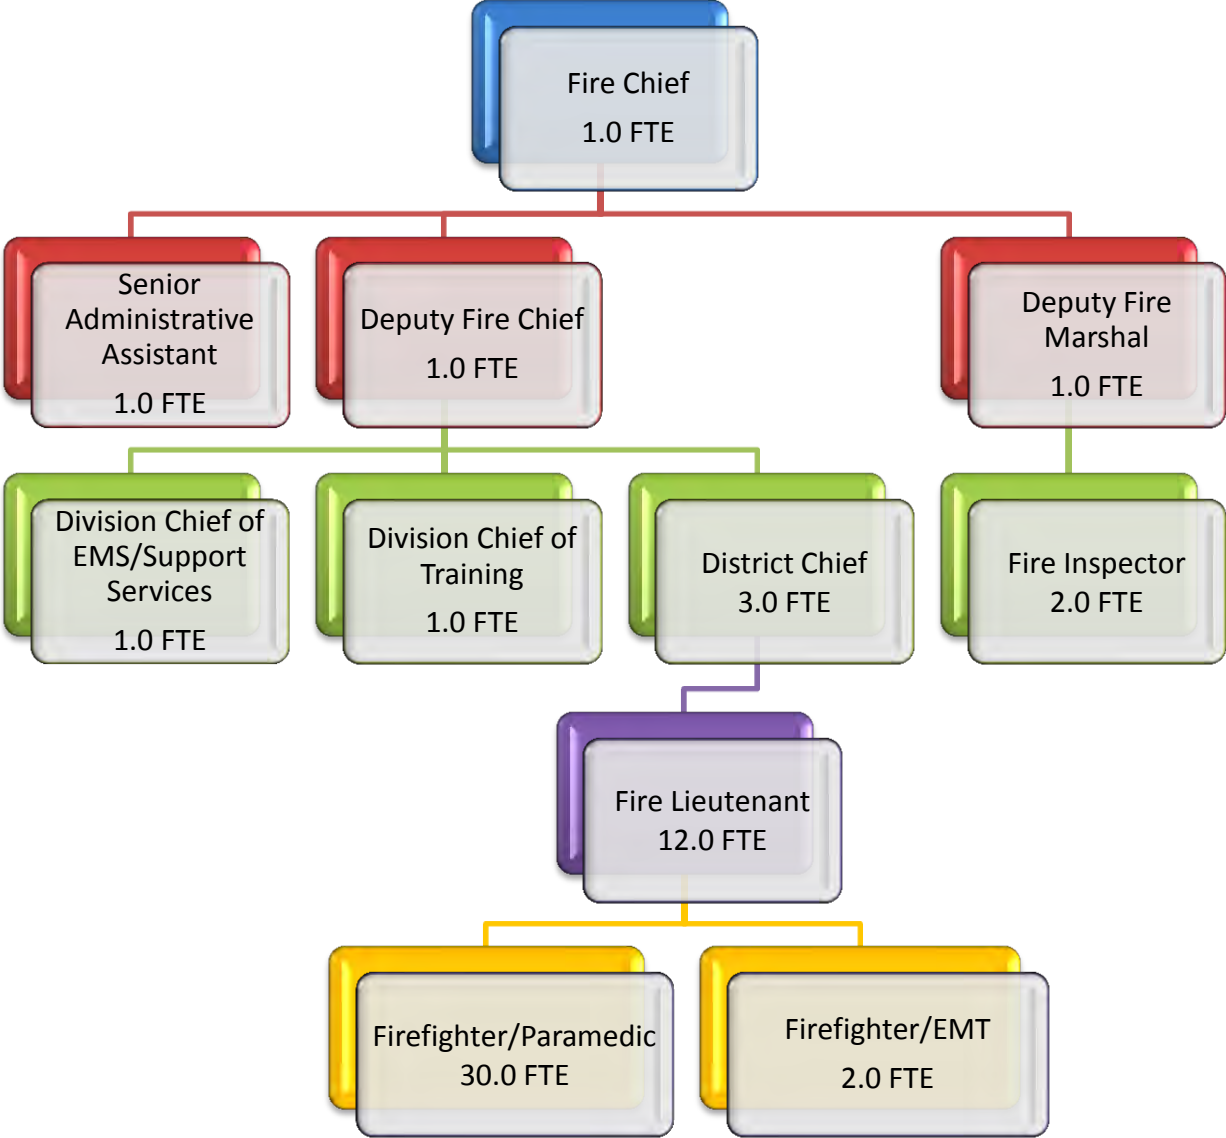 Fire Chief
1.0 FTE
Senior
Administrative
Assistant
1.0 FTE
Deputy Fire Chief
1.0 FTE
Deputy Fire
Marshal
1.0 FTE
Division Chief of
EMS/Support
Services
1.0 FTE
Division Chief of
Training
1.0 FTE
District Chief
3.0 FTE
Fire Inspector
2.0 FTE
Fire Lieutenant
12.0 FTE
Firefighter/Paramedic
30.0 FTE
Firefighter/EMT
2.0 FTE